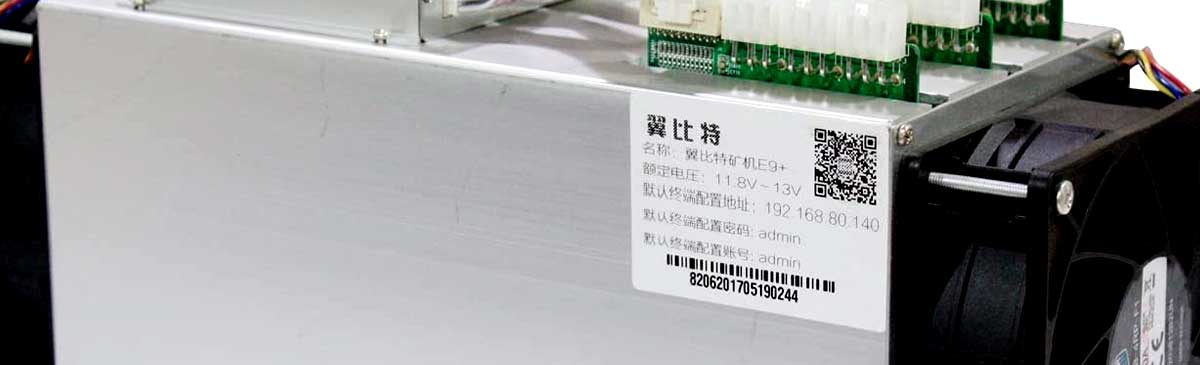 翼比特
名称：翼比特矿机E9+
额定电压：11.8V～13V
默认终端配置地址：192.168.80.140
默认终端配置密码: admin
默认终端配置账号: admin
8206201705190244